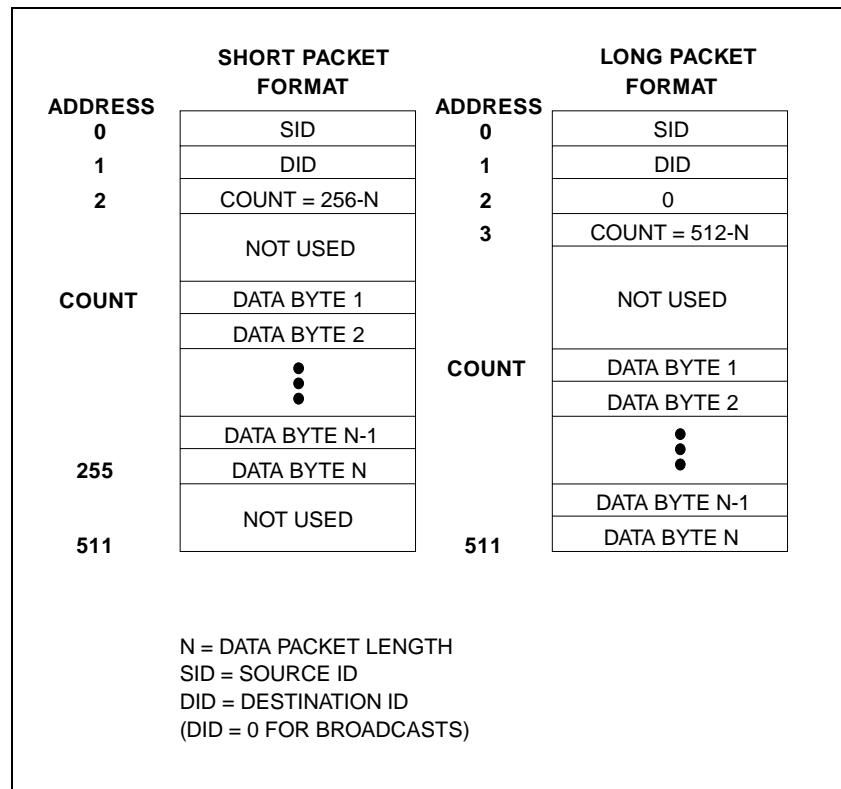 SHORT PACKET
FORMAT
ADDRESS
0 SID
1 DID
2 COUNT = 256-N
NOT USED
COUNT DATA BYTE 1
DATA BYTE 2
DATA BYTE N-1
255 DATA BYTE N
NOT USED
511
LONG PACKET
FORMAT
ADDRESS
0 SID
1 DID
2 0
3 COUNT = 512-N
NOT USED
COUNT DATA BYTE 1
DATA BYTE 2
DATA BYTE N-1
511 DATA BYTE N
N = DATA PACKET LENGTH
SID = SOURCE ID
DID = DESTINATION ID
(DID = 0 FOR BROADCASTS)